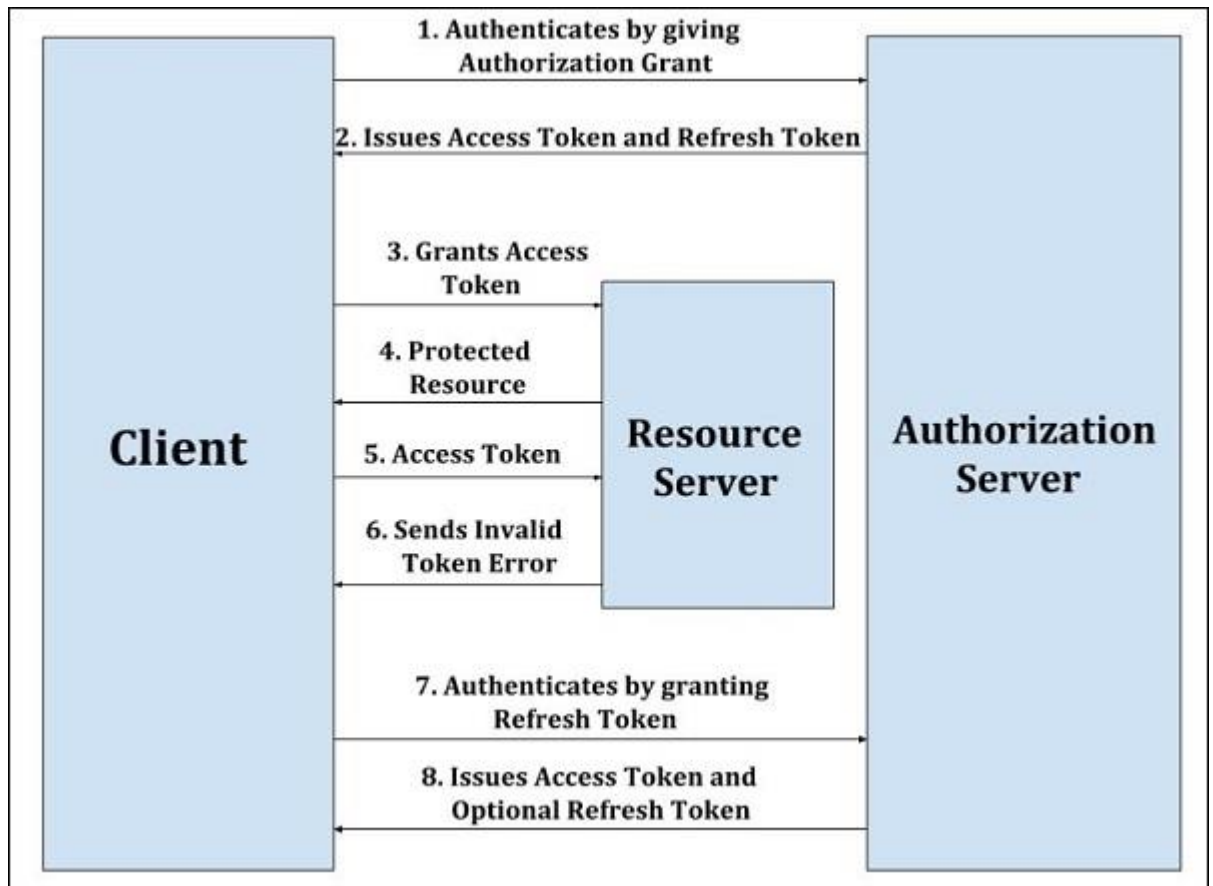 1. Authenticates by giving
Authorization Grant
2. Issues Access Token and Refresh Token
3. Grants Access
Token
4. Protected
Resource
Client
5. Access Token
Resource
Server
Authorization
Server
6. Sends Invalid
Token Error
7. Authenticates by granting
Refresh Token
8. Issues Access Token and
Optional Refresh Token